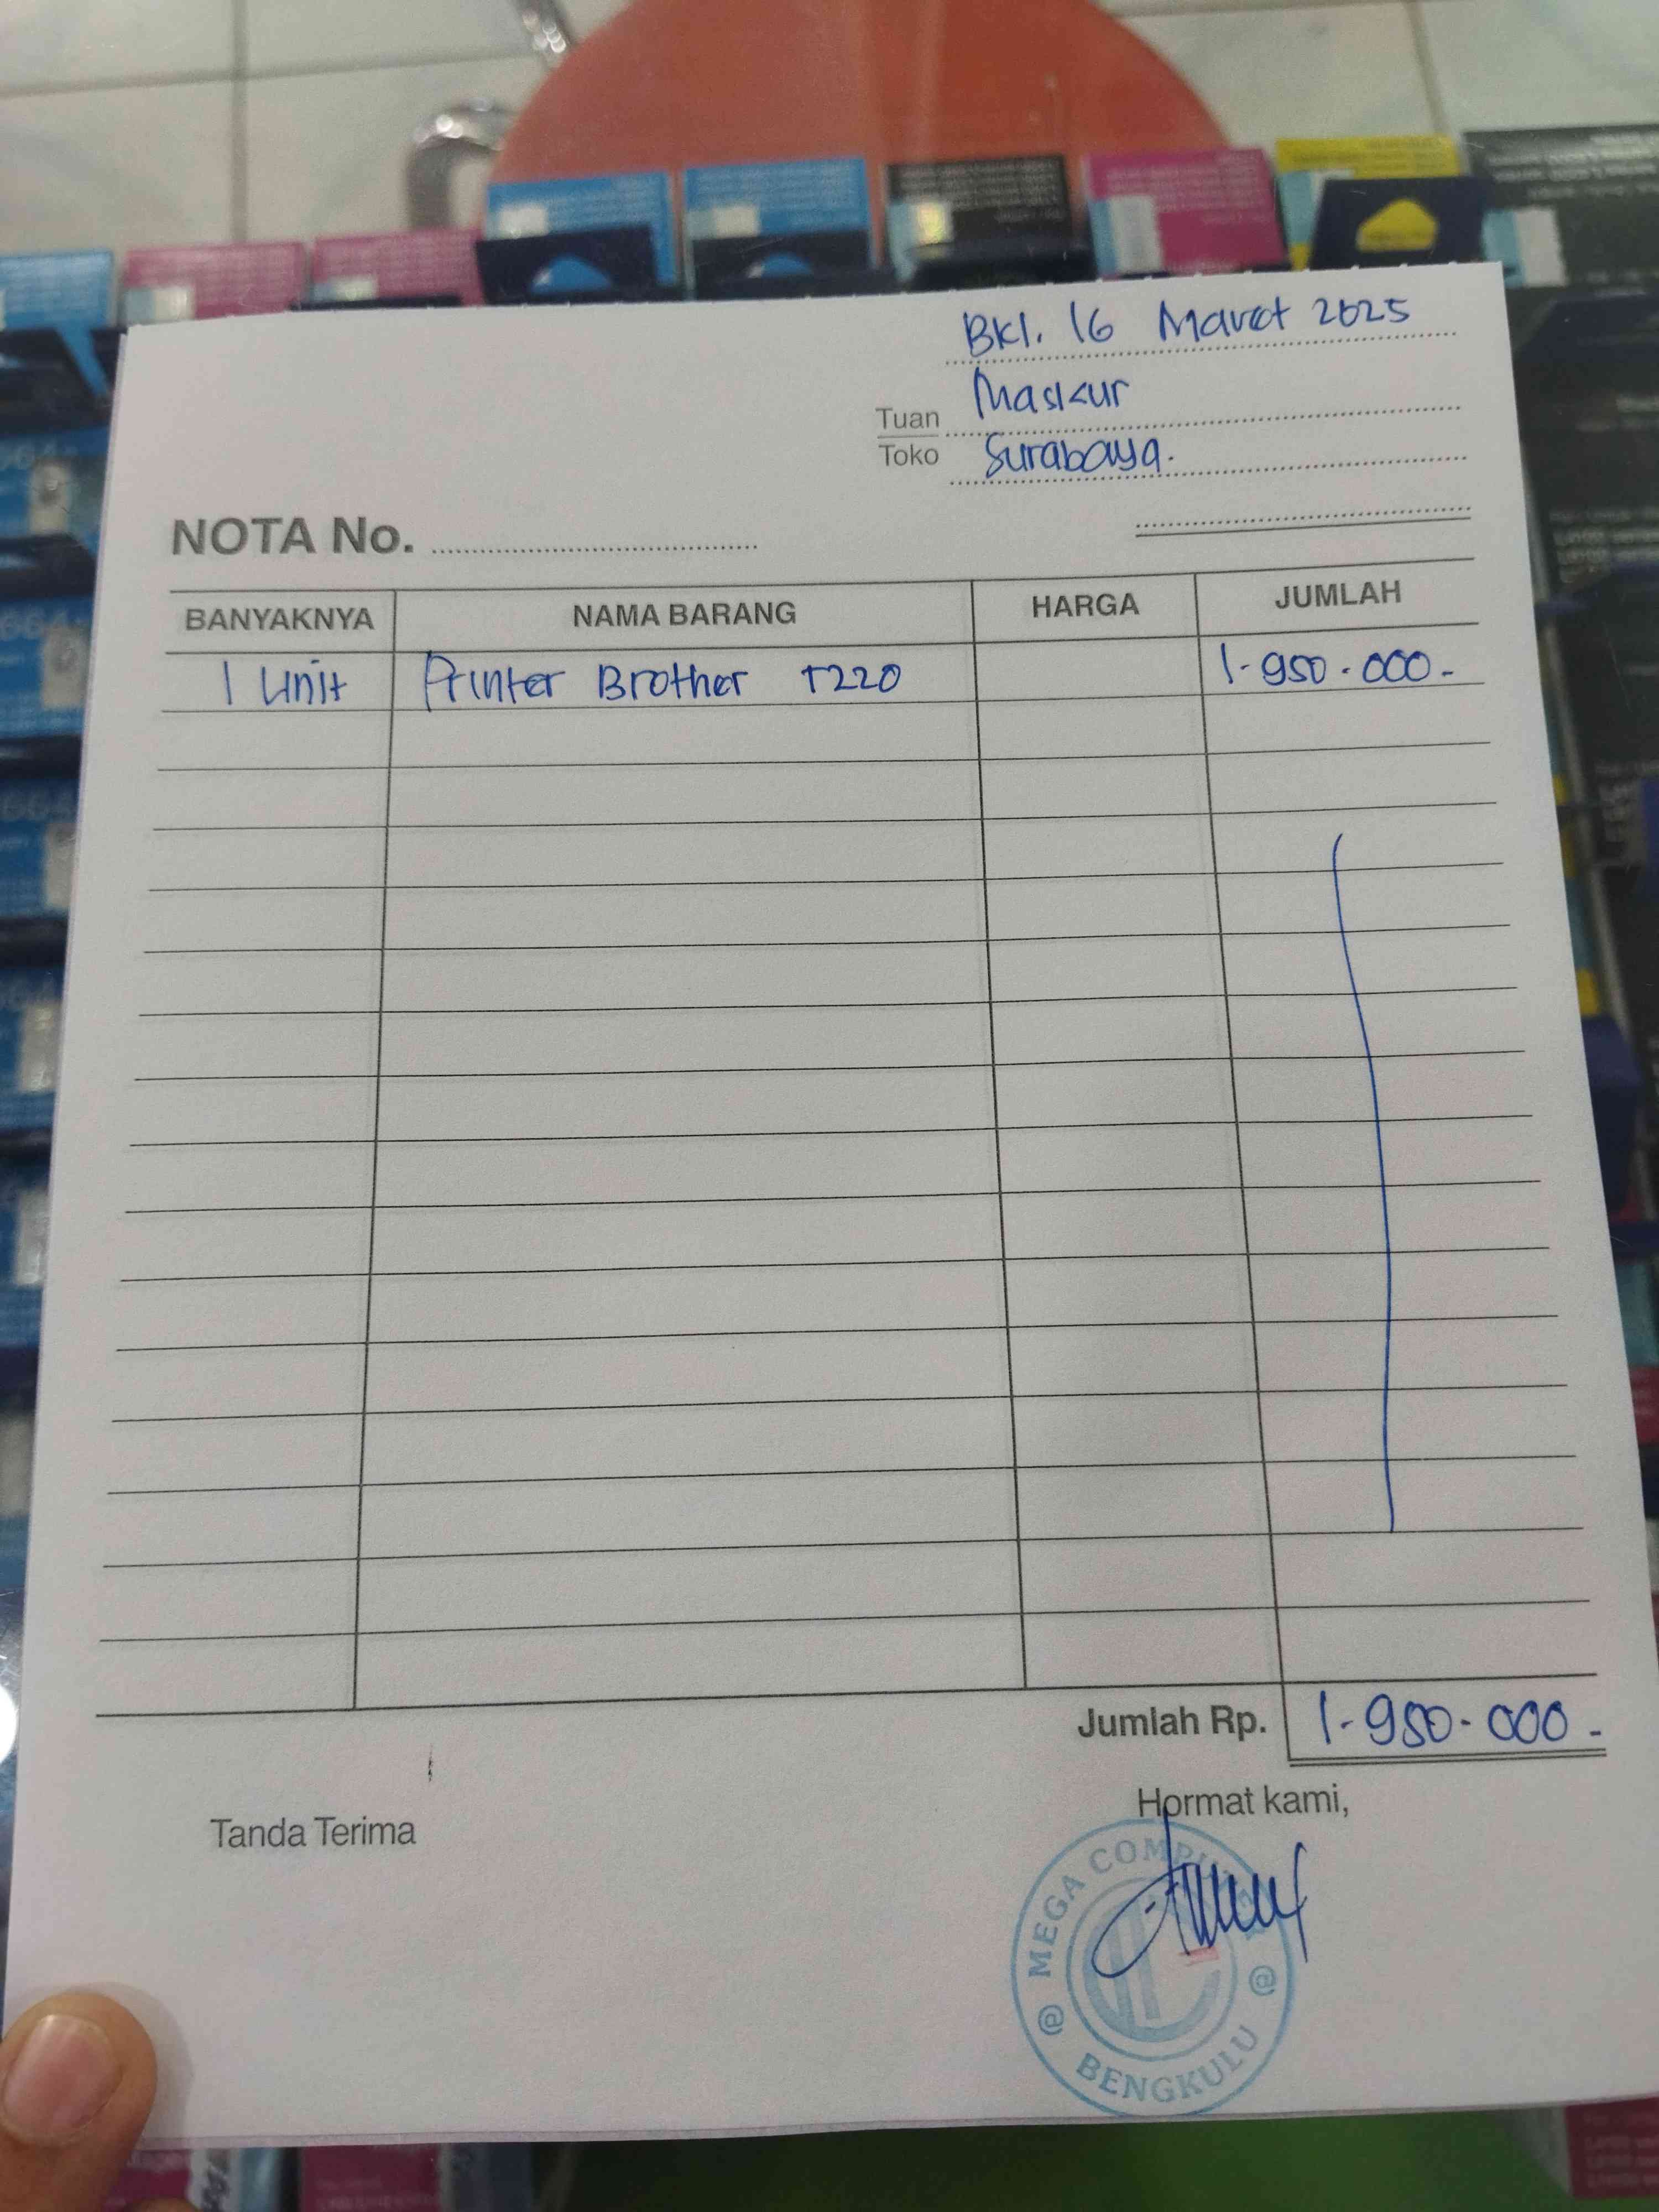 Bkl. 16 Maret 2025
Tuan Maskur
Toko Surabaya.
NOTA No.
BANYAKNYA NAMA BARANG HARGA JUMLAH
1 Unit Printer Brother T220 1.950.000.-
Jumlah Rp. 1.950.000.-
Tanda Terima Hormat kami,
MEGA COMPUTER
@ @
BENGKULU